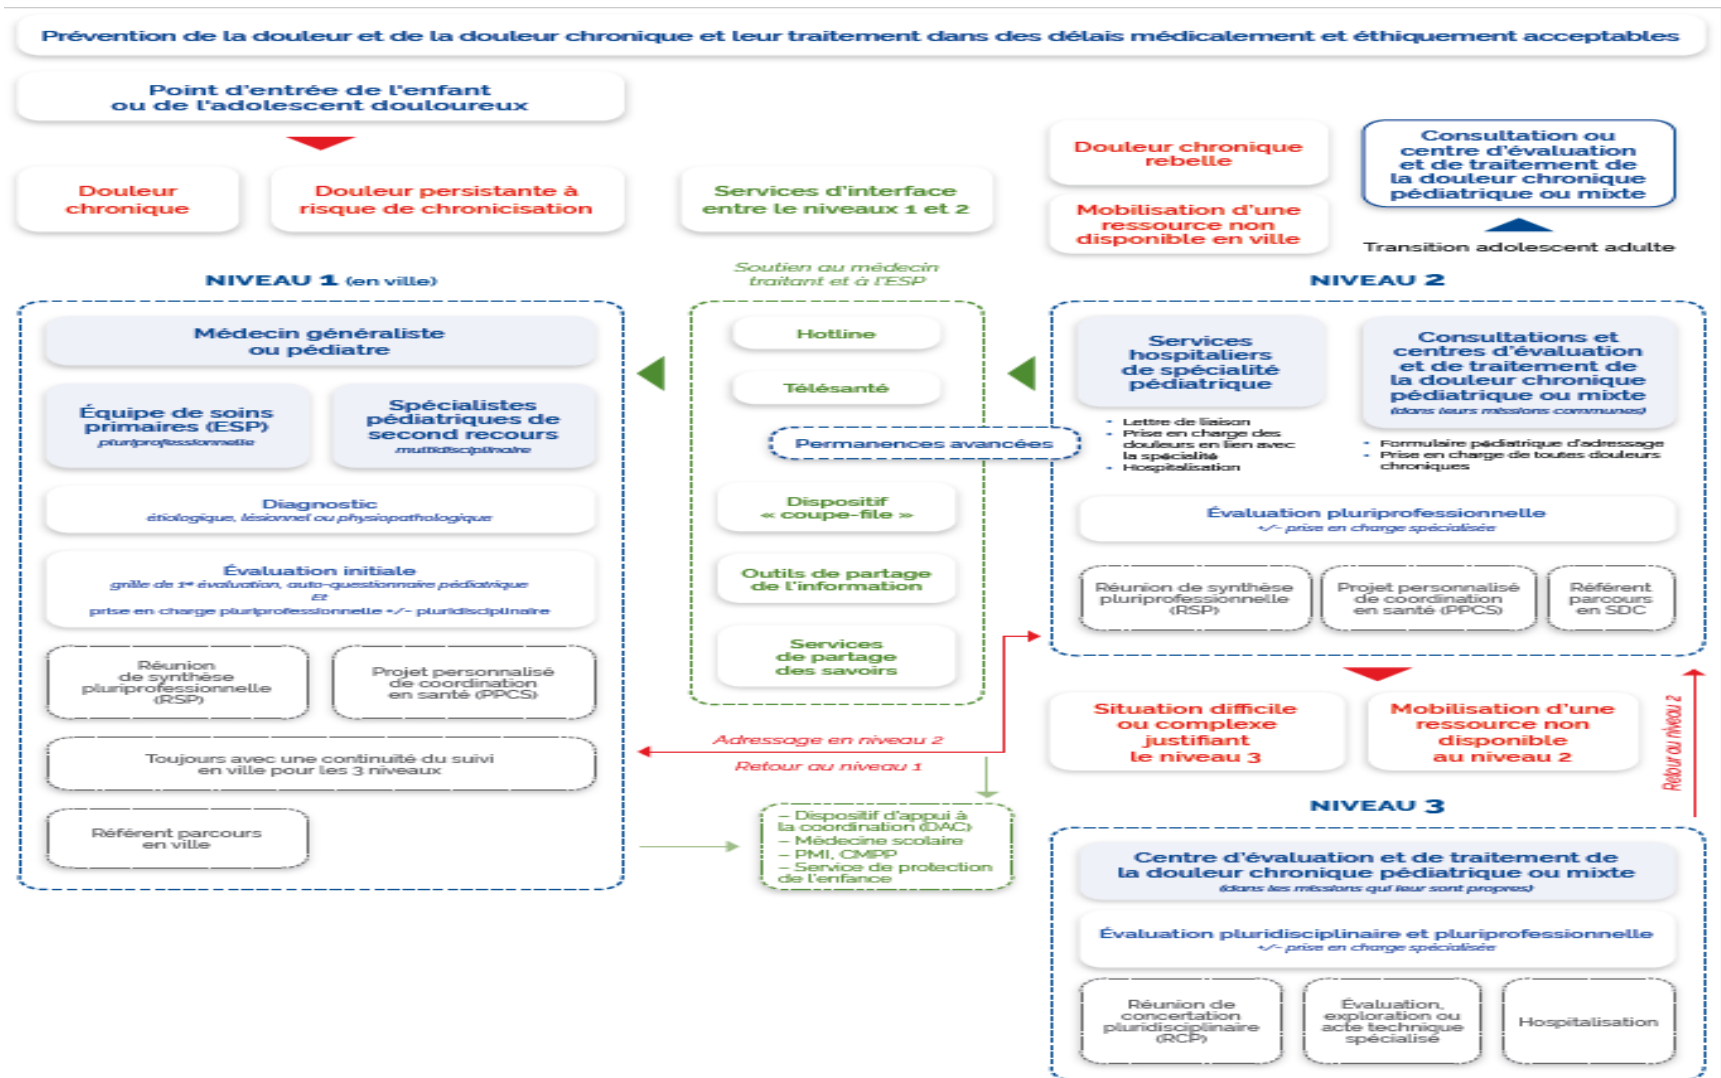 Prévention de la douleur et de la douleur chronique et leur traitement dans des délais médicalement et éthiquement acceptables
Point d'entrée de l'enfant
ou de l'adolescent douloureux
Douleur
chronique
Douleur persistante à
risque de chronicisation
Services d'interface
entre le niveaux 1 et 2
Douleur chronique
rebelle
Mobilisation d'une
ressource non
disponible en ville
Consultation ou
centre d'évaluation
et de traitement de
la douleur chronique
pédiatrique ou mixte
Transition adolescent adulte
NIVEAU 1 (en ville)
Médecin généraliste
ou pédiatre
Équipe de soins
primaires (ESP)
pluriprofessionnelle
Spécialistes
pédiatriques de
second recours
multidisciplinaire
Diagnostic
étiologique, lésionnel ou physiopathologique
Évaluation initiale
grille de 1re évaluation, auto-questionnaire pédiatrique
Et
prise en charge pluriprofessionnelle +/- pluridisciplinaire
Réunion
de synthèse
pluriprofessionnelle
(RSP)
Projet personnalisé
de coordination
en santé (PPCS)
Toujours avec une continuité du suivi
en ville pour les 3 niveaux
Référent parcours
en ville
Soutien au médecin
traitant et à l'ESP
Hotline
Télésanté
Permanences avancées
Dispositif
« coupe-file »
Outils de partage
de l'information
Services
de partage
des savoirs
Adressage en niveau 2
Retour au niveau 1
– Dispositif d'appui à
la coordination (DAC)
– Médecine scolaire
– PMI, CMPP
– Service de protection
de l'enfance
NIVEAU 2
Services
hospitaliers
de spécialité
pédiatrique
• Lettre de liaison
• Prise en charge des
douleurs en lien avec
la spécialité
• Hospitalisation
Consultations et
centres d'évaluation
et de traitement de
la douleur chronique
pédiatrique ou mixte
(dans leurs missions communes)
• Formulaire pédiatrique d'adressage
• Prise en charge de toutes douleurs
chroniques
Évaluation pluriprofessionnelle
+/- prise en charge spécialisée
Réunion de synthèse
pluriprofessionnelle
(RSP)
Projet personnalisé
de coordination
en santé (PPCS)
Référent
parcours
en SDC
Situation difficile
ou complexe
justifiant
le niveau 3
Mobilisation d'une
ressource non
disponible
au niveau 2
Retour au niveau 2
NIVEAU 3
Centre d'évaluation et de traitement de
la douleur chronique pédiatrique ou mixte
(dans les missions qui leur sont propres)
Évaluation pluridisciplinaire et pluriprofessionnelle
+/- prise en charge spécialisée
Réunion de
concertation
pluridisciplinaire
(RCP)
Évaluation,
exploration ou
acte technique
spécialisé
Hospitalisation